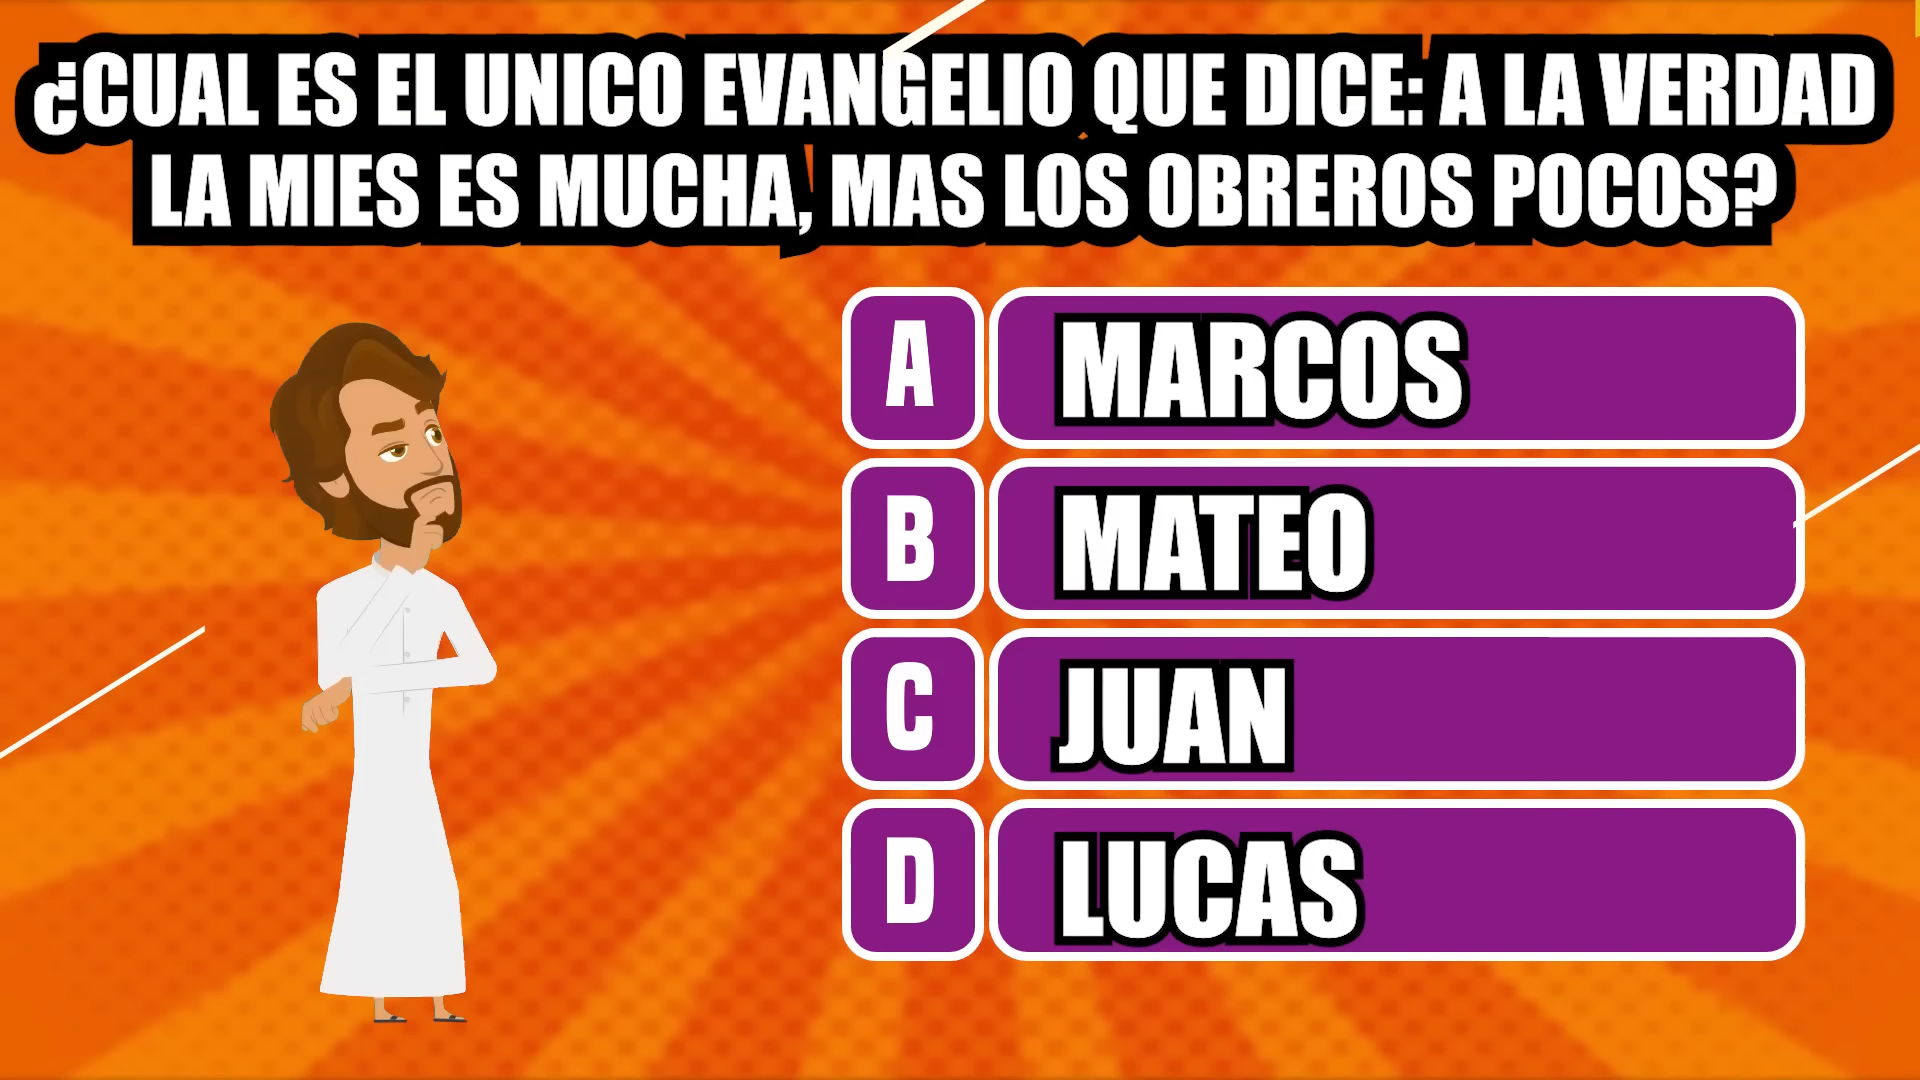 ¿CUAL ES EL UNICO EVANGELIO QUE DICE: A LA VERDAD
LA MIES ES MUCHA, MAS LOS OBREROS POCOS?
A MARCOS
B MATEO
C JUAN
D LUCAS